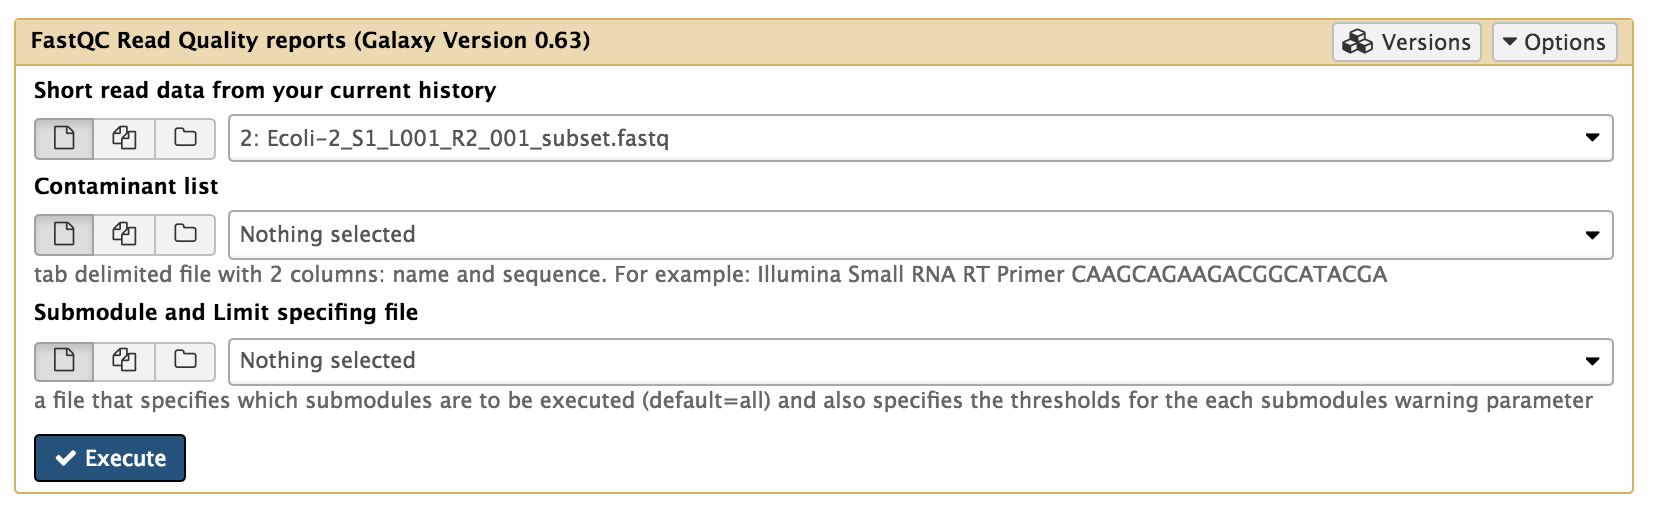 FastQC Read Quality reports (Galaxy Version 0.63)
Versions
Options
Short read data from your current history
2: Ecoli-2_S1_L001_R2_001_subset.fastq
Contaminant list
Nothing selected
tab delimited file with 2 columns: name and sequence. For example: Illumina Small RNA RT Primer CAAGCAGAAGACGGCATACGA
Submodule and Limit specifing file
Nothing selected
a file that specifies which submodules are to be executed (default=all) and also specifies the thresholds for the each submodules warning parameter
Execute